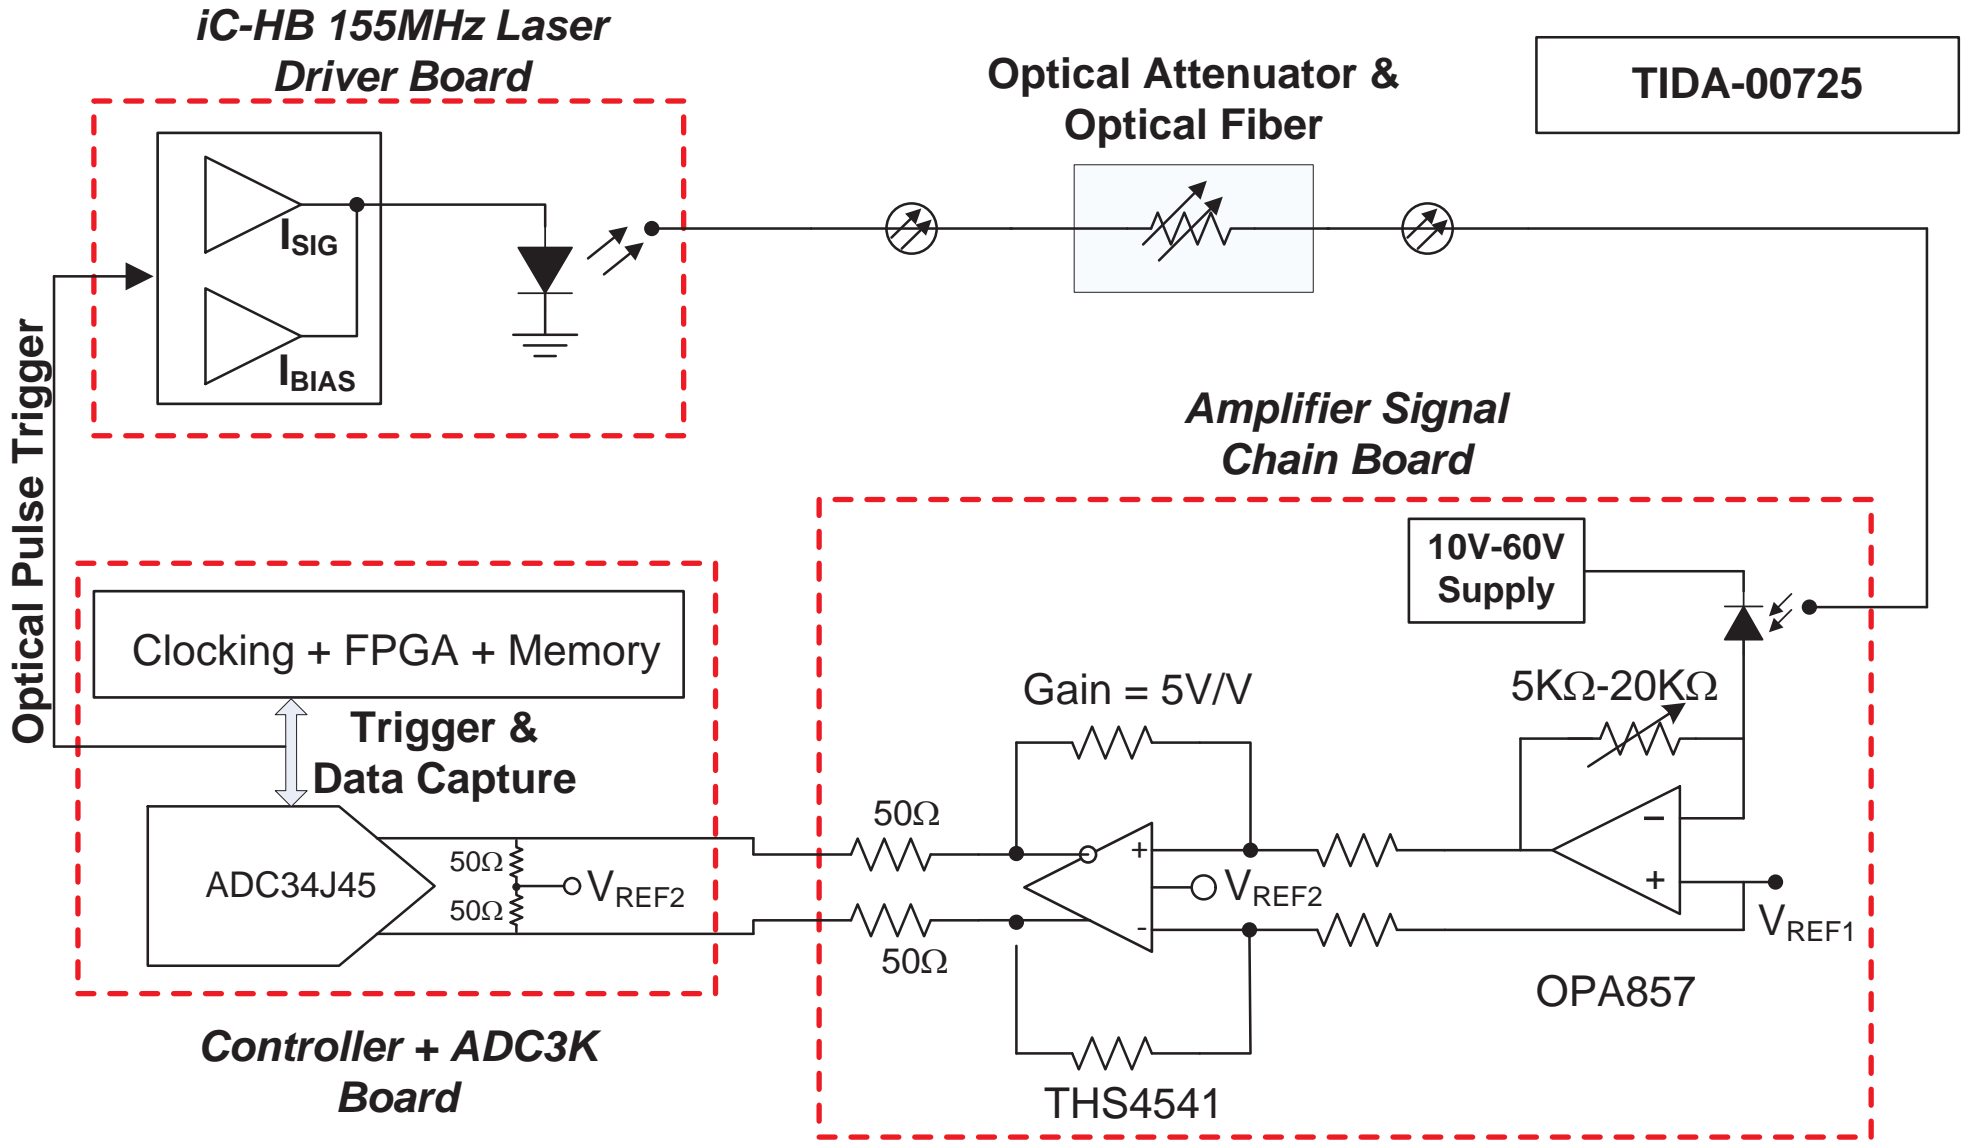 iC-HB 155MHz Laser
Driver Board
Optical Attenuator &
Optical Fiber
TIDA-00725
ISIG
IBIAS
Optical Pulse Trigger
Amplifier Signal
Chain Board
10V-60V
Supply
Clocking + FPGA + Memory
Trigger &
Data Capture
Gain = 5V/V
5KΩ-20KΩ
50Ω
ADC34J45
50Ω
50Ω
VREF2
+
-
VREF2
–
+
VREF1
50Ω
OPA857
THS4541
Controller + ADC3K
Board